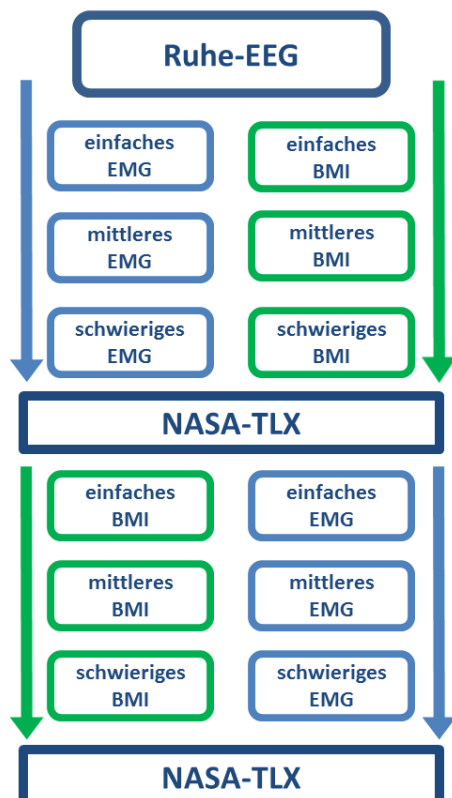 Ruhe-EEG
einfaches
EMG
einfaches
BMI
mittleres
EMG
mittleres
BMI
schwieriges
EMG
schwieriges
BMI
NASA-TLX
einfaches
BMI
einfaches
EMG
mittleres
BMI
mittleres
EMG
schwieriges
BMI
schwieriges
EMG
NASA-TLX